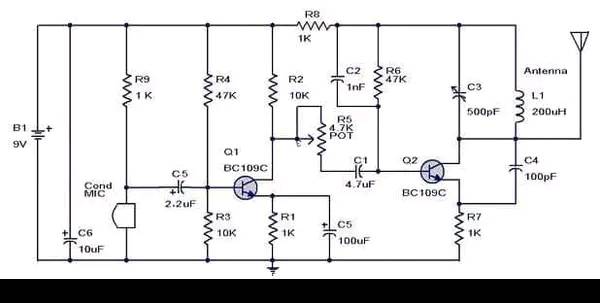 R8
1K
Antenna
R9
1 K
R4
47K
R2
10K
C2
1nF
R6
47K
C3
500pF
L1
200uH
R5
4.7K
POT
B1
9V
Q1
BC109C
C1
4.7uF
Q2
BC109C
C4
100pF
Cond
MIC
C5
2.2uF
C6
10uF
R3
10K
R1
1K
C5
100uF
R7
1K